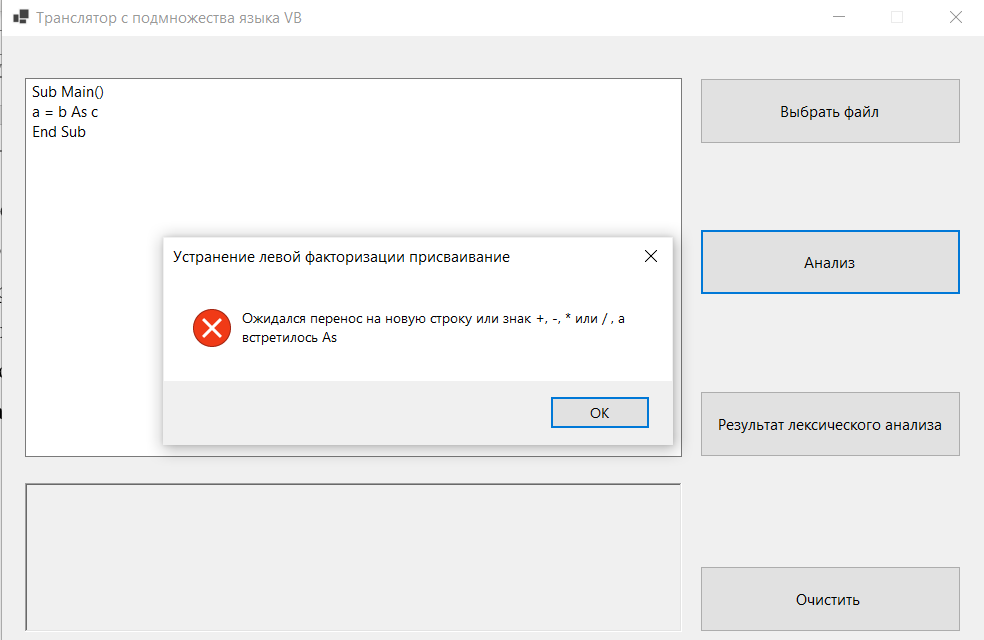 Транслятор с подмножества языка VB
Sub Main()
a = b As c
End Sub
Выбрать файл
Устранение левой факторизации присваивание
Анализ
Ожидался перенос на новую строку или знак +, -, * или / , а
встретилось As
OK
Результат лексического анализа
Очистить